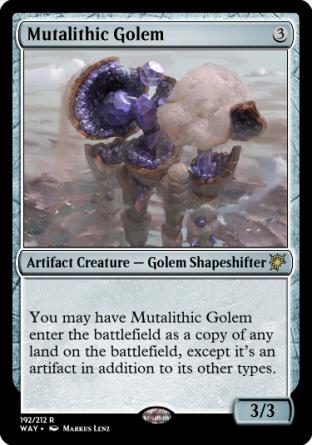 Mutalithic Golem 3
Artifact Creature — Golem Shapeshifter
You may have Mutalithic Golem
enter the battlefield as a copy of any
land on the battlefield, except it's an
artifact in addition to its other types.
3/3
192/212 R
WAY • Markus Lenz